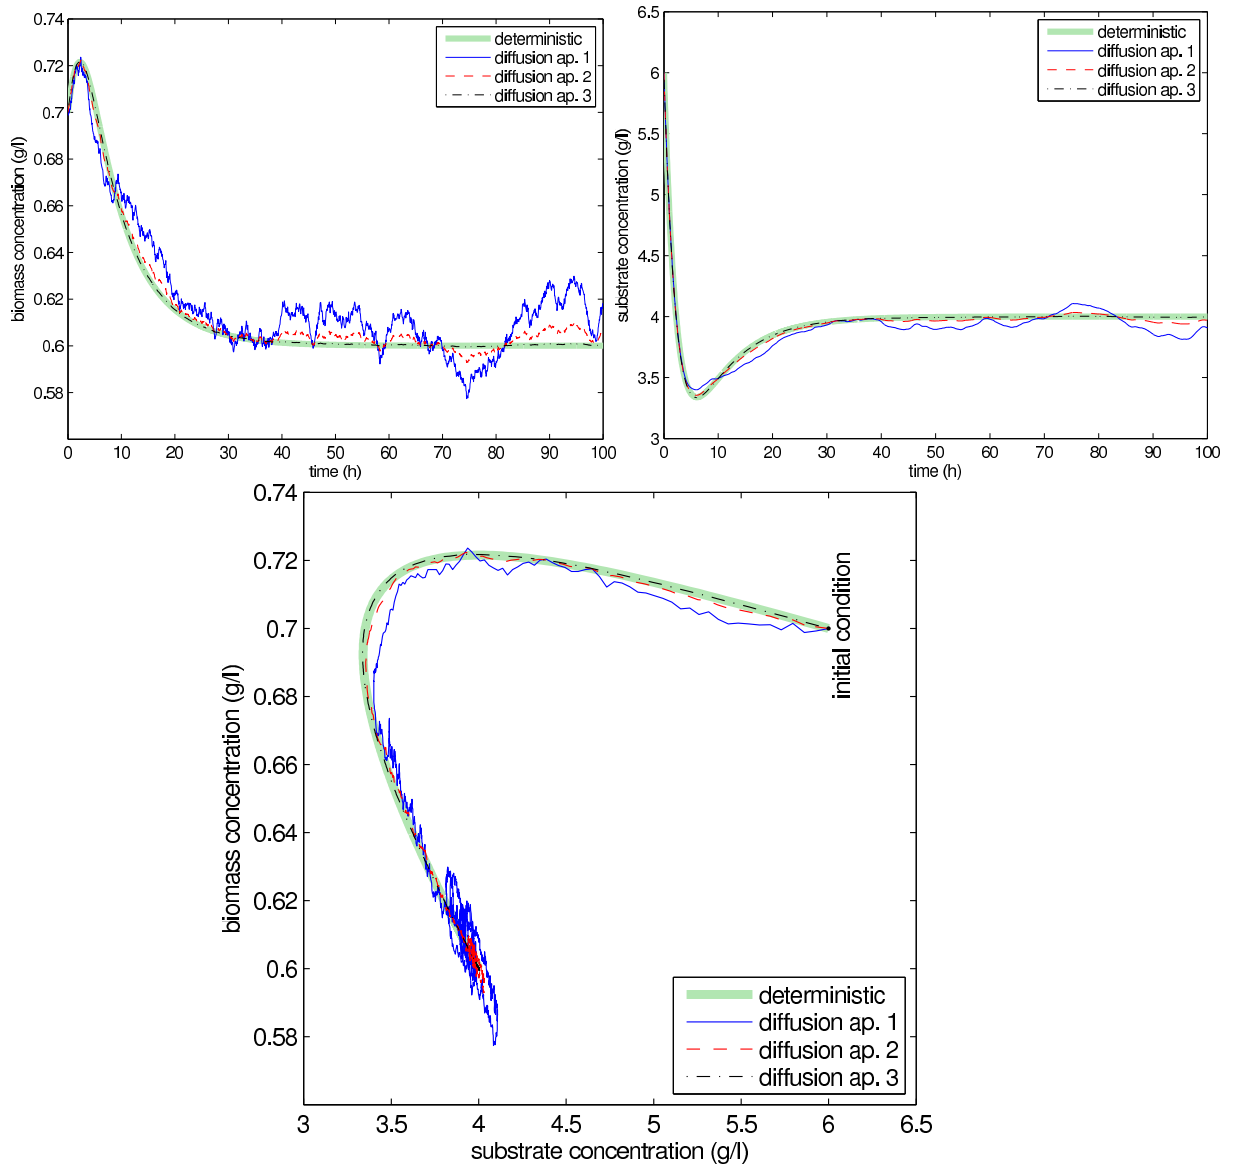 0.74
0.72
0.7
0.68
0.66
0.64
0.62
0.6
0.58
biomass concentration (g/l)
0 10 20 30 40 50 60 70 80 90 100
time (h)
deterministic
diffusion ap. 1
diffusion ap. 2
diffusion ap. 3
6.5
6
5.5
5
4.5
4
3.5
3
substrate concentration (g/l)
0 10 20 30 40 50 60 70 80 90 100
time (h)
deterministic
diffusion ap. 1
diffusion ap. 2
diffusion ap. 3
0.74
0.72
0.7
0.68
0.66
0.64
0.62
0.6
0.58
biomass concentration (g/l)
initial condition
deterministic
diffusion ap. 1
diffusion ap. 2
diffusion ap. 3
3 3.5 4 4.5 5 5.5 6 6.5
substrate concentration (g/l)